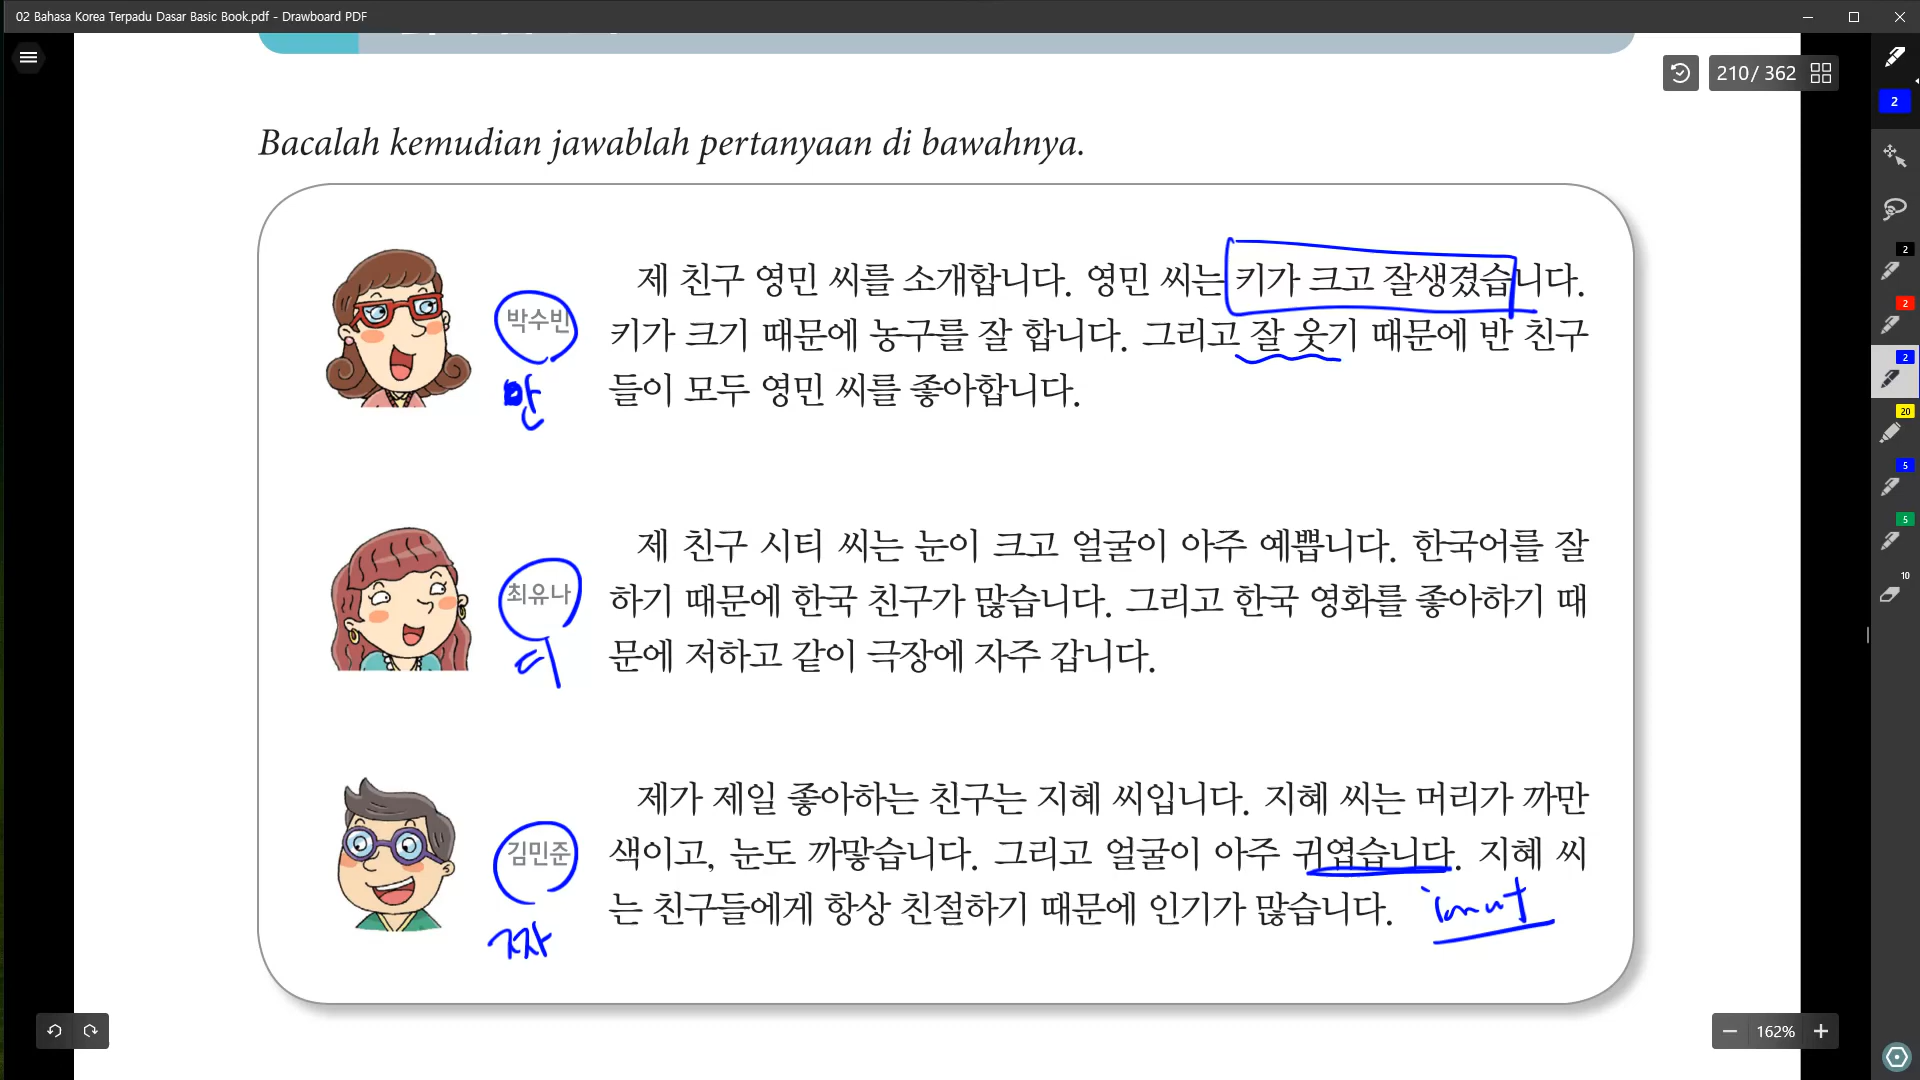 02 Bahasa Korea Terpadu Dasar Basic Book.pdf - Drawboard PDF
210 / 362
Bacalah kemudian jawablah pertanyaan di bawahnya.
박수빈
만
제 친구 영민 씨를 소개합니다. 영민 씨는 키가 크고 잘생겼습니다.
키가 크기 때문에 농구를 잘 합니다. 그리고 잘 웃기 때문에 반 친구
들이 모두 영민 씨를 좋아합니다.
최유나
디
제 친구 시티 씨는 눈이 크고 얼굴이 아주 예쁩니다. 한국어를 잘
하기 때문에 한국 친구가 많습니다. 그리고 한국 영화를 좋아하기 때
문에 저하고 같이 극장에 자주 갑니다.
김민준
짜
제가 제일 좋아하는 친구는 지혜 씨입니다. 지혜 씨는 머리가 까만
색이고, 눈도 까맣습니다. 그리고 얼굴이 아주 귀엽습니다. 지혜 씨
는 친구들에게 항상 친절하기 때문에 인기가 많습니다.
imut
162%
2
2
2
2
20
5
5
10